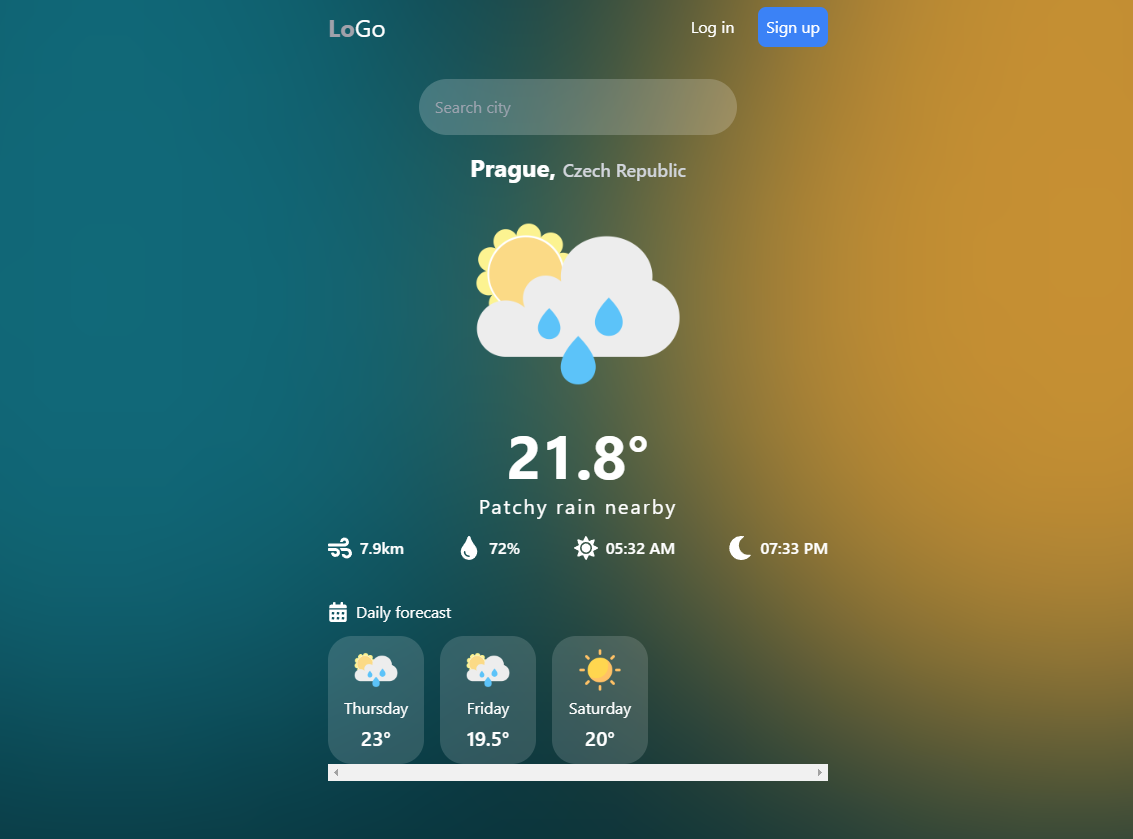 LoGo
Log in
Sign up
Search city
Prague, Czech Republic
21.8°
Patchy rain nearby
7.9km 72% 05:32 AM 07:33 PM
Daily forecast
Thursday Friday Saturday
23° 19.5° 20°